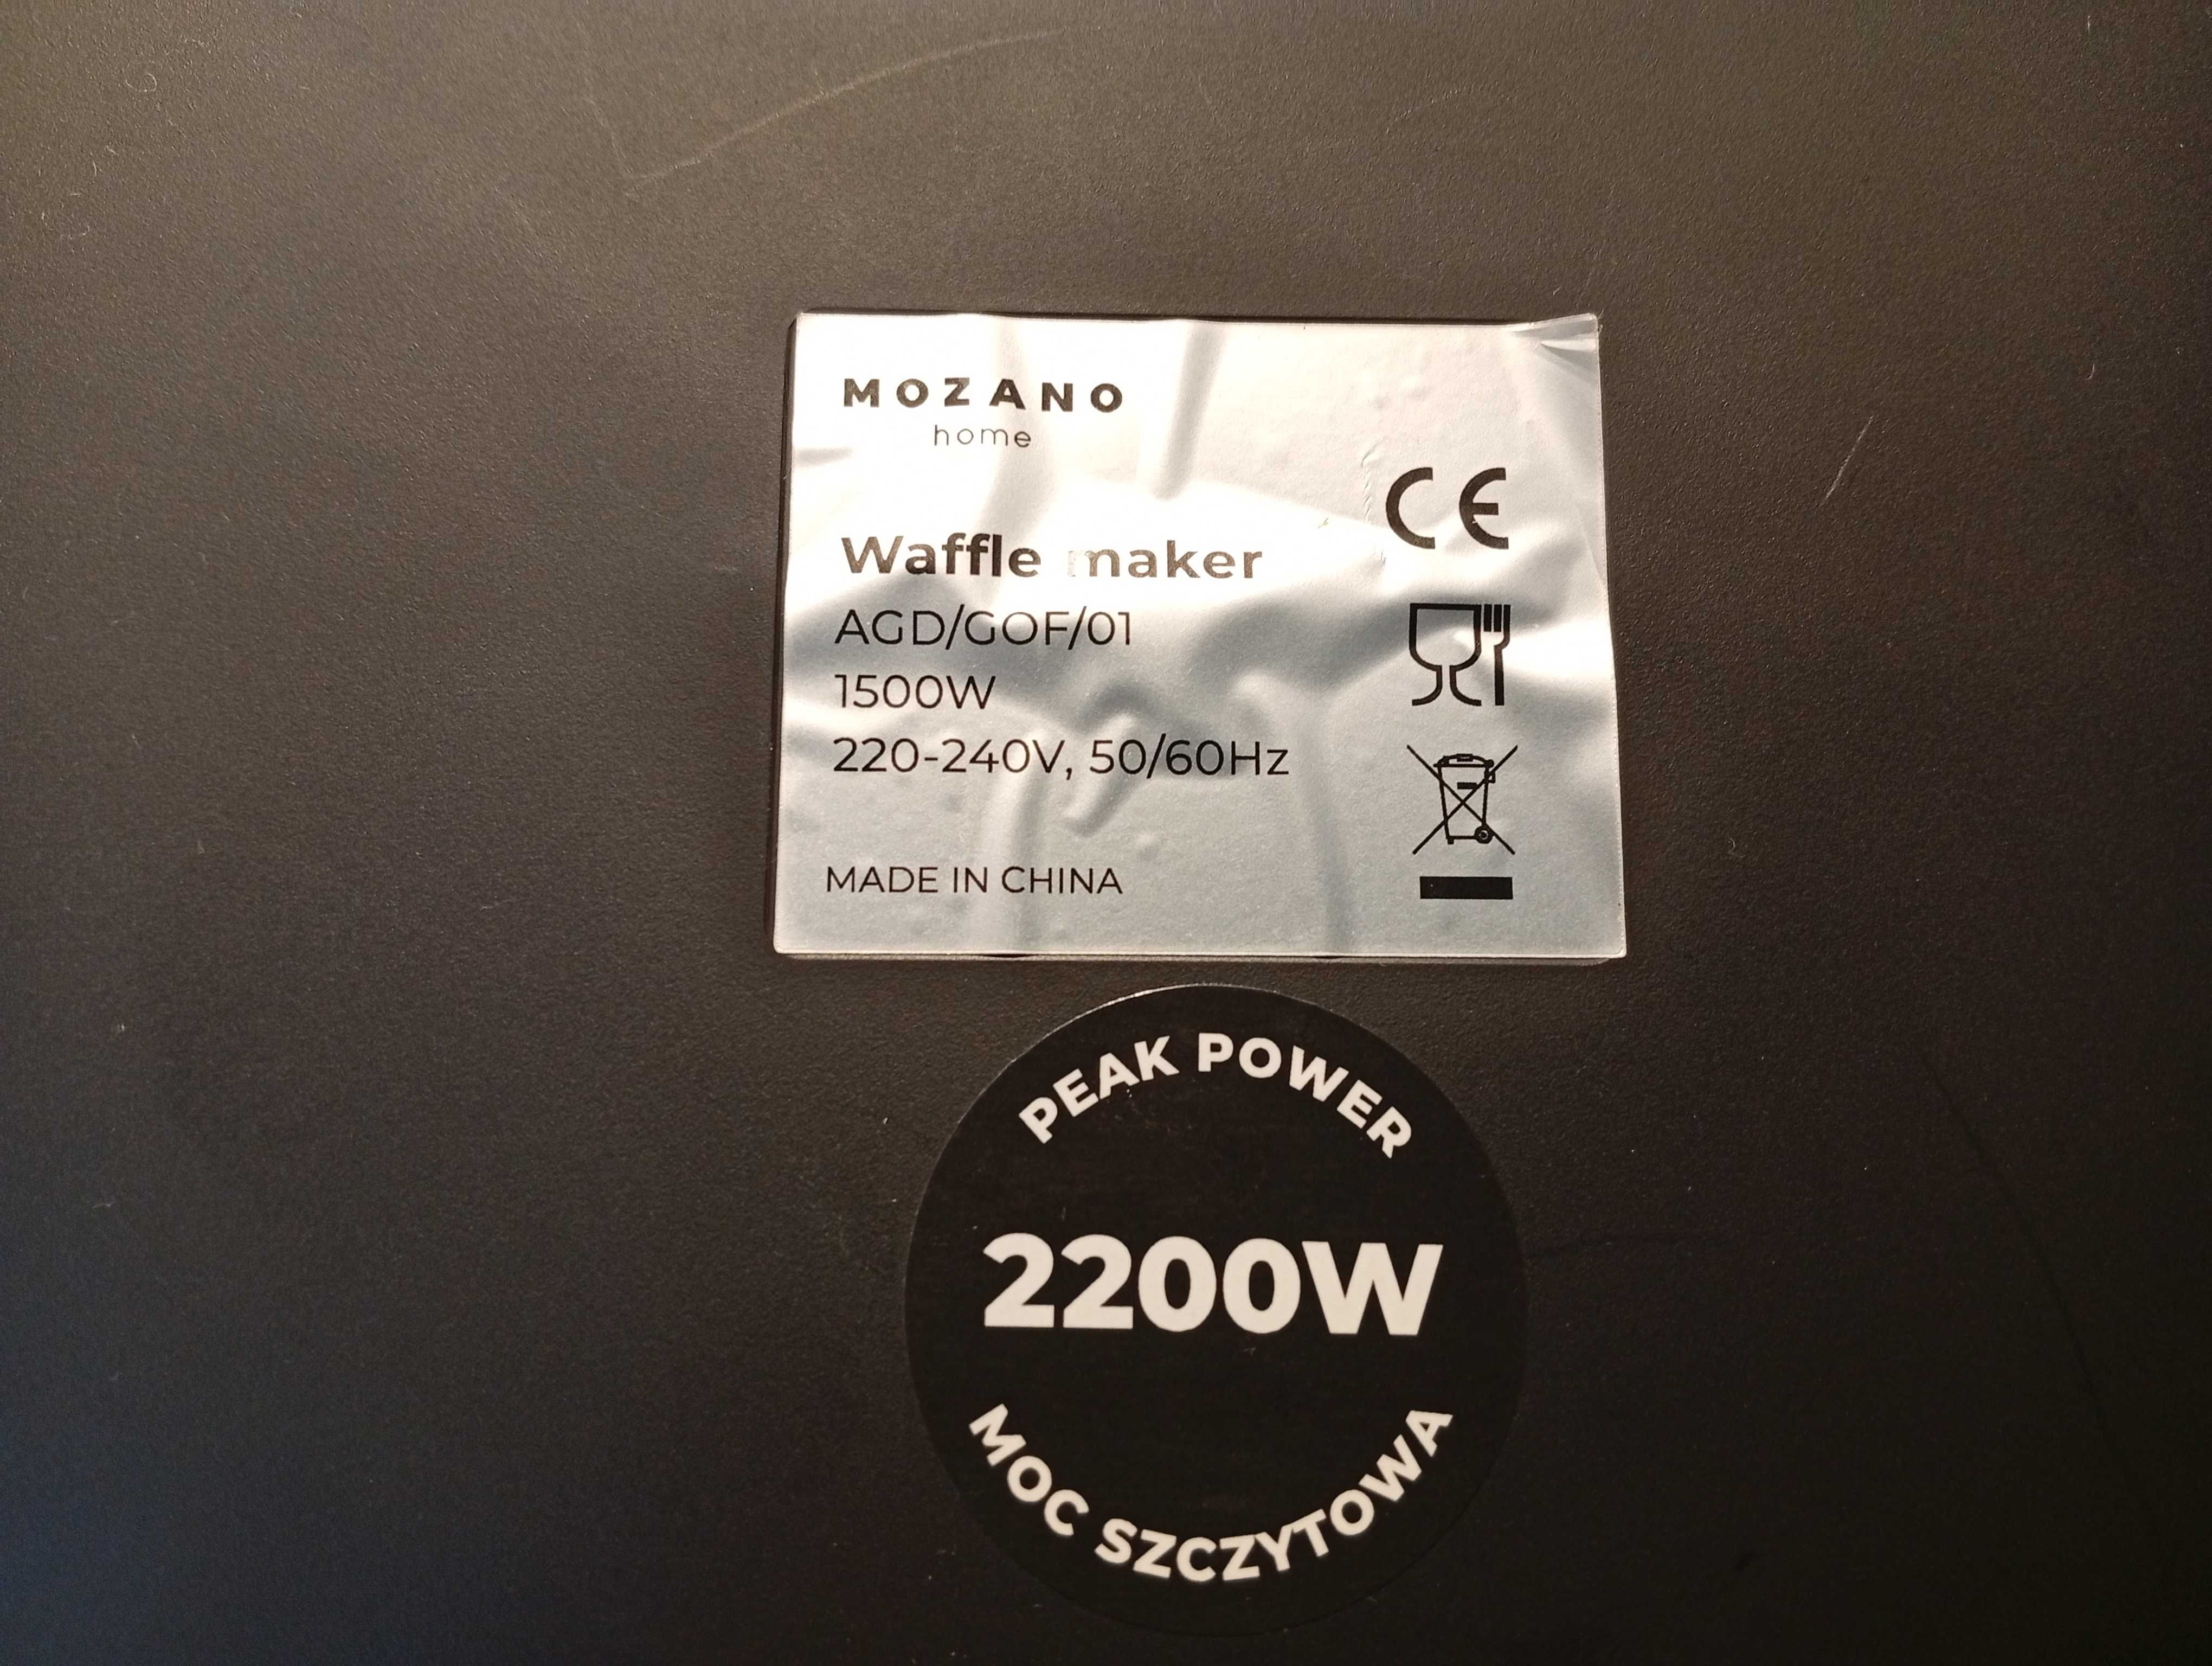 MOZANO
home
Waffle maker
AGD/GOF/01
1500W
220-240V, 50/60Hz
MADE IN CHINA
CE
PEAK POWER
2200W
MOC SZCZYTOWA